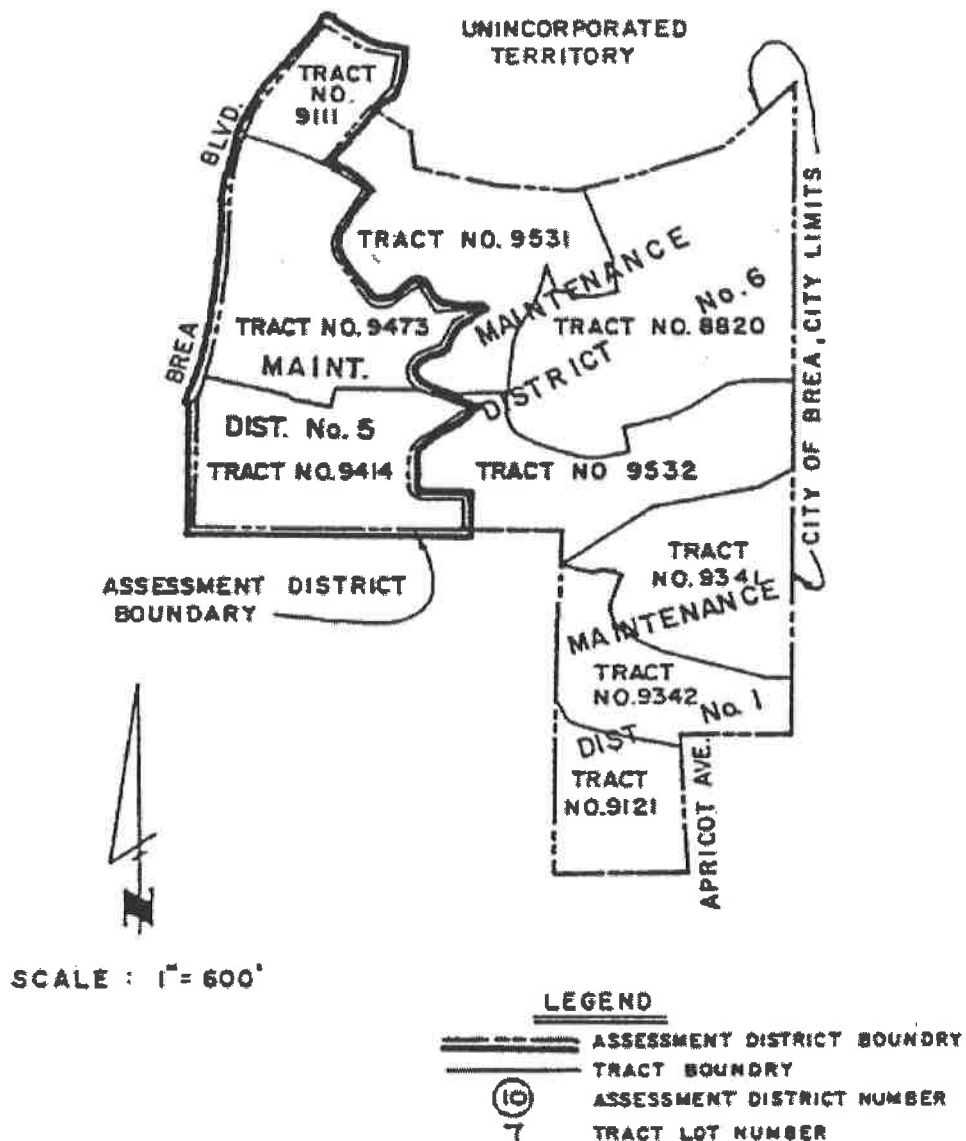 UNINCORPORATED
TERRITORY
TRACT
NO.
9111
BLVD.
BREA
TRACT NO. 9531
MAINTENANCE
DISTRICT
No. 6
TRACT NO. 8820
TRACT NO. 9473
MAINT.
DIST. No. 5
TRACT NO. 9414
TRACT NO 9532
CITY OF BREA, CITY LIMITS
ASSESSMENT DISTRICT
BOUNDARY
TRACT
NO. 9341
MAINTENANCE
TRACT
NO. 9342
DIST
No. 1
TRACT
NO. 9121
APRICOT AVE.
N
SCALE : 1" = 600'
LEGEND
ASSESSMENT DISTRICT BOUNDRY
TRACT BOUNDRY
10 ASSESSMENT DISTRICT NUMBER
7 TRACT LOT NUMBER